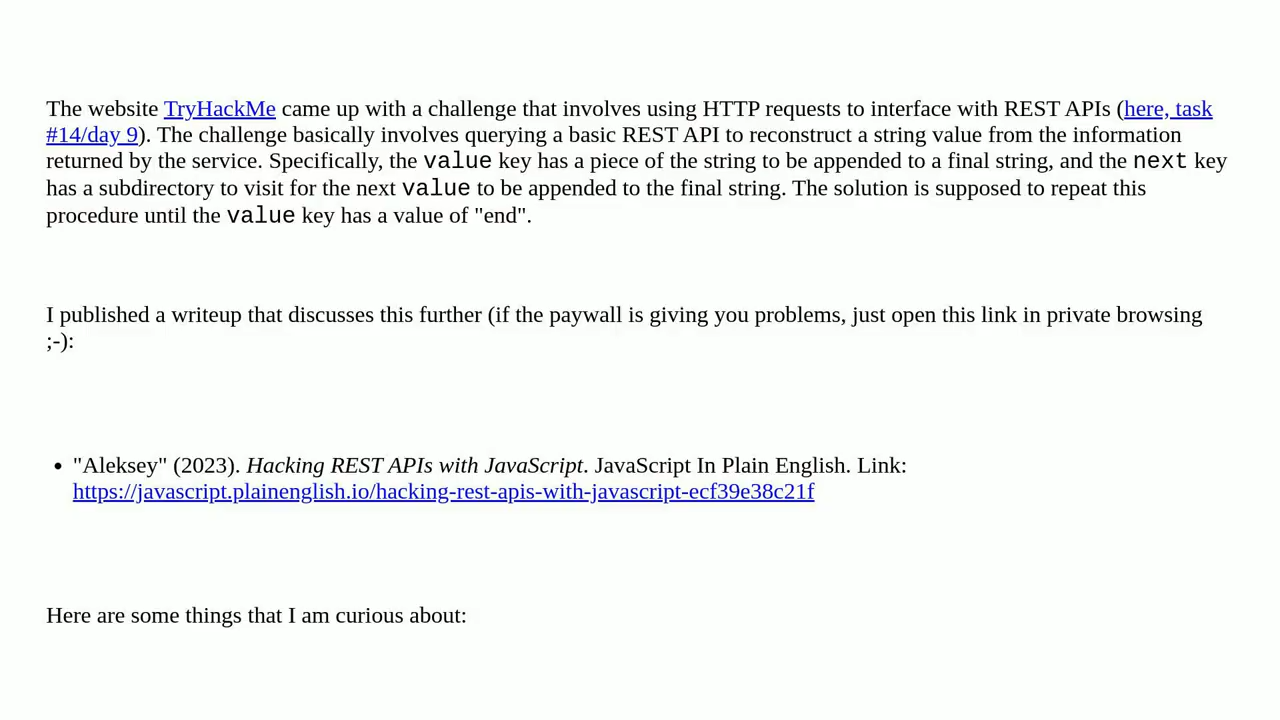 The website TryHackMe came up with a challenge that involves using HTTP requests to interface with REST APIs (here, task
#14/day 9). The challenge basically involves querying a basic REST API to reconstruct a string value from the information
returned by the service. Specifically, the value key has a piece of the string to be appended to a final string, and the next key
has a subdirectory to visit for the next value to be appended to the final string. The solution is supposed to repeat this
procedure until the value key has a value of "end".
I published a writeup that discusses this further (if the paywall is giving you problems, just open this link in private browsing
;-):
• "Aleksey" (2023). Hacking REST APIs with JavaScript. JavaScript In Plain English. Link:
https://javascript.plainenglish.io/hacking-rest-apis-with-javascript-ecf39e38c21f
Here are some things that I am curious about: